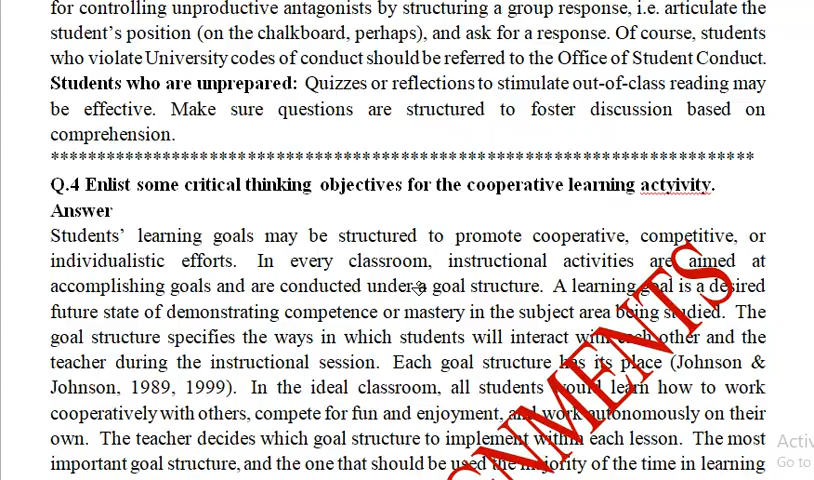 for controlling unproductive antagonists by structuring a group response, i.e. articulate the
student's position (on the chalkboard, perhaps), and ask for a response. Of course, students
who violate University codes of conduct should be referred to the Office of Student Conduct.
Students who are unprepared: Quizzes or reflections to stimulate out-of-class reading may
be effective. Make sure questions are structured to foster discussion based on
comprehension.
******************************************************************************
Q.4 Enlist some critical thinking objectives for the cooperative learning actyivity.
Answer
Students' learning goals may be structured to promote cooperative, competitive, or
individualistic efforts. In every classroom, instructional activities are aimed at
accomplishing goals and are conducted under a goal structure. A learning goal is a desired
future state of demonstrating competence or mastery in the subject area being studied. The
goal structure specifies the ways in which students will interact with each other and the
teacher during the instructional session. Each goal structure has its place (Johnson &
Johnson, 1989, 1999). In the ideal classroom, all students would learn how to work
cooperatively with others, compete for fun and enjoyment, and work autonomously on their
own. The teacher decides which goal structure to implement within each lesson. The most
important goal structure, and the one that should be used the majority of the time in learning
GNMENTS
Activ
Go to